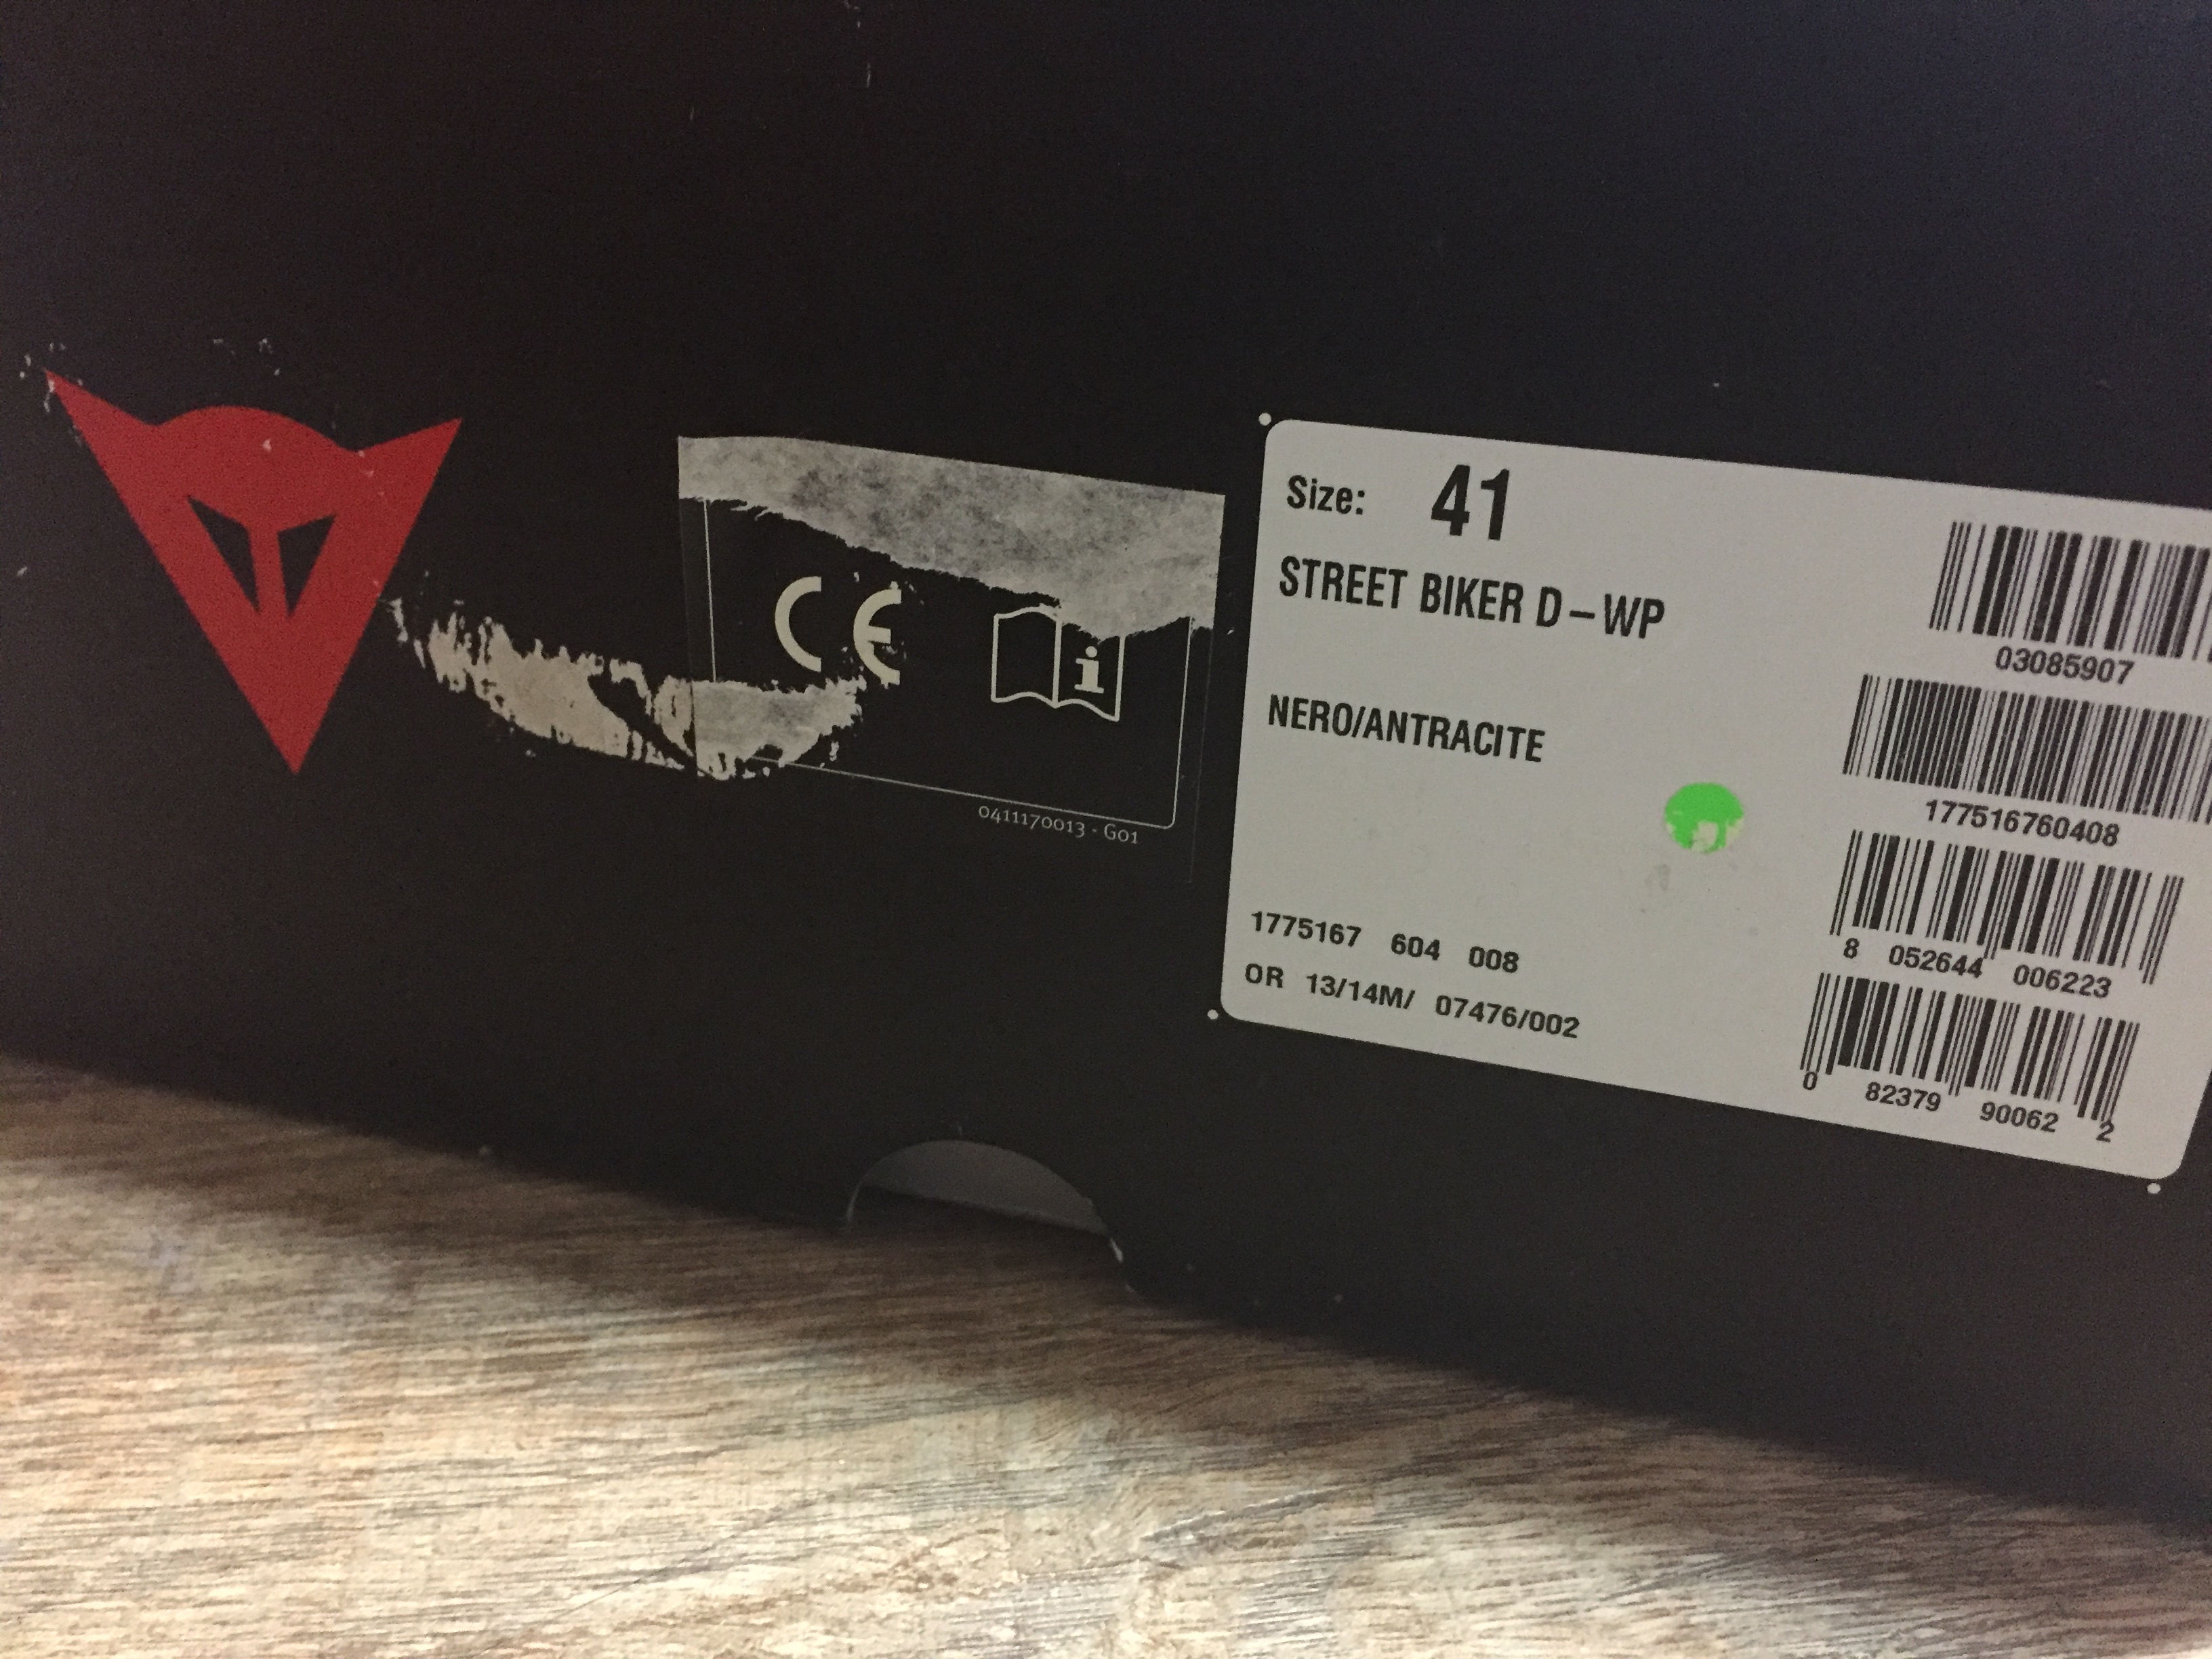 CE
i
0411170013 - G01
Size: 41
STREET BIKER D-WP
NERO/ANTRACITE
1775167 604 008
OR 13/14M/ 07476/002
03085907
177516760408
8 052644 006223
0 82379 90062 2